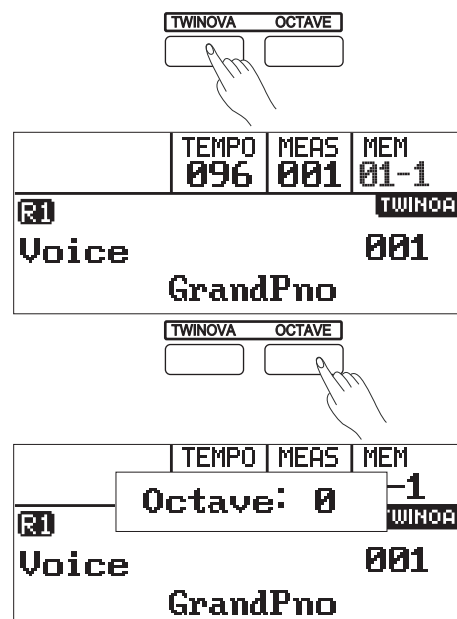 TWINOVA OCTAVE
TEMPO MEAS MEM
096 001 01-1
R1 TWINOA
Voice 001
GrandPno
TWINOVA OCTAVE
TEMPO MEAS MEM
Octave: 0 -1
R1 WINOA
Voice 001
GrandPno